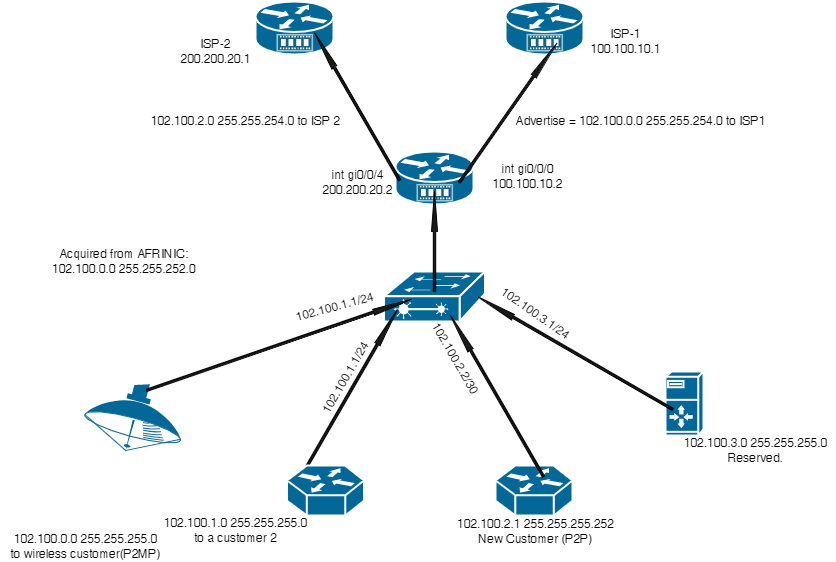 ISP-2
200.200.20.1
ISP-1
100.100.10.1
102.100.2.0 255.255.254.0 to ISP 2
Advertise = 102.100.0.0 255.255.254.0 to ISP1
int gi0/0/4
200.200.20.2
int gi0/0/0
100.100.10.2
Acquired from AFRINIC:
102.100.0.0 255.255.252.0
102.100.1.1/24
102.100.1.1/24
102.100.2.2/30
102.100.3.1/24
102.100.3.0 255.255.255.0
Reserved.
102.100.0.0 255.255.255.0
to wireless customer(P2MP)
102.100.1.0 255.255.255.0
to a customer 2
102.100.2.1 255.255.255.252
New Customer (P2P)